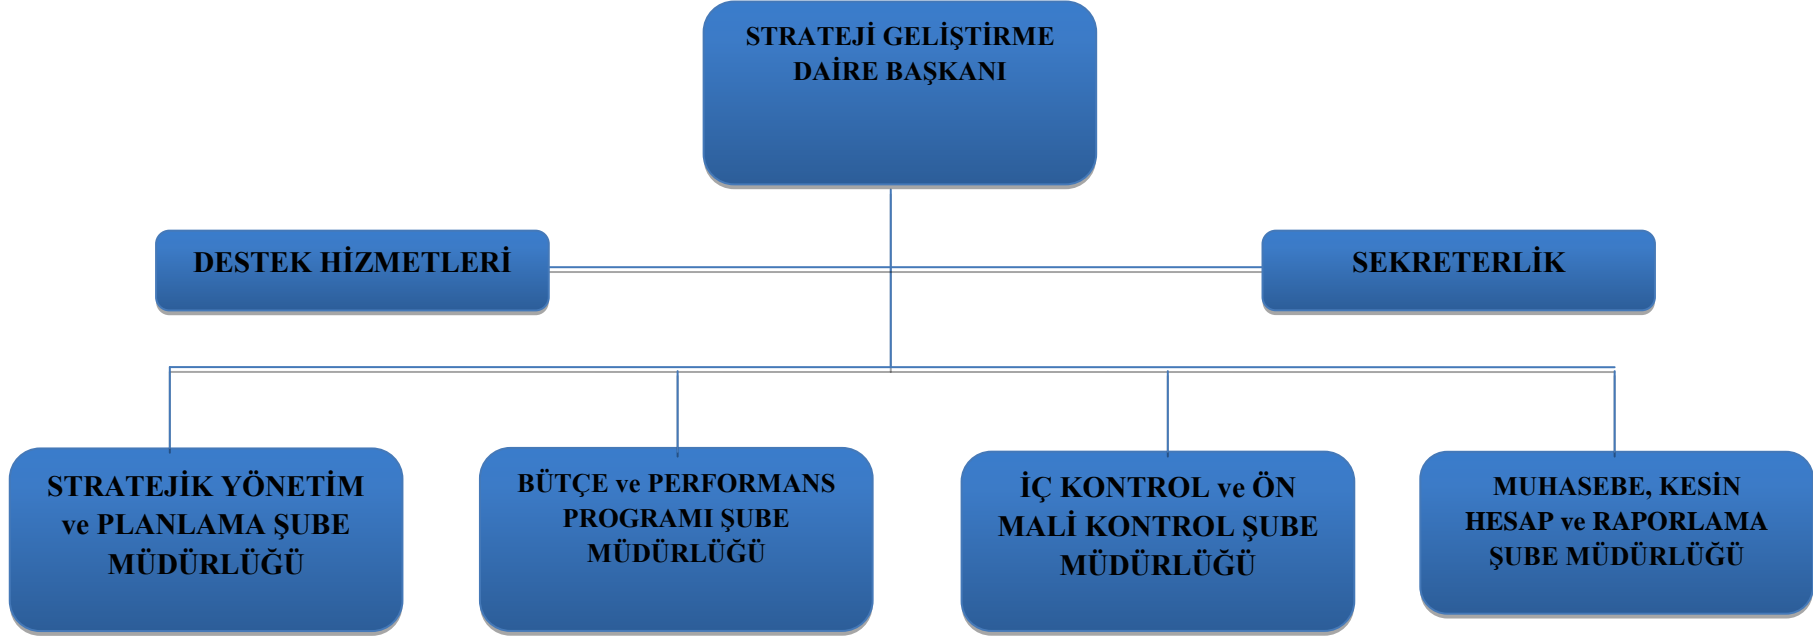 STRATEJİ GELİŞTİRME
DAİRE BAŞKANI
DESTEK HİZMETLERİ
SEKRETERLİK
STRATEJİK YÖNETİM
ve PLANLAMA ŞUBE
MÜDÜRLÜĞÜ
BÜTÇE ve PERFORMANS
PROGRAMI ŞUBE
MÜDÜRLÜĞÜ
İÇ KONTROL ve ÖN
MALİ KONTROL ŞUBE
MÜDÜRLÜĞÜ
MUHASEBE, KESİN
HESAP ve RAPORLAMA
ŞUBE MÜDÜRLÜĞÜ